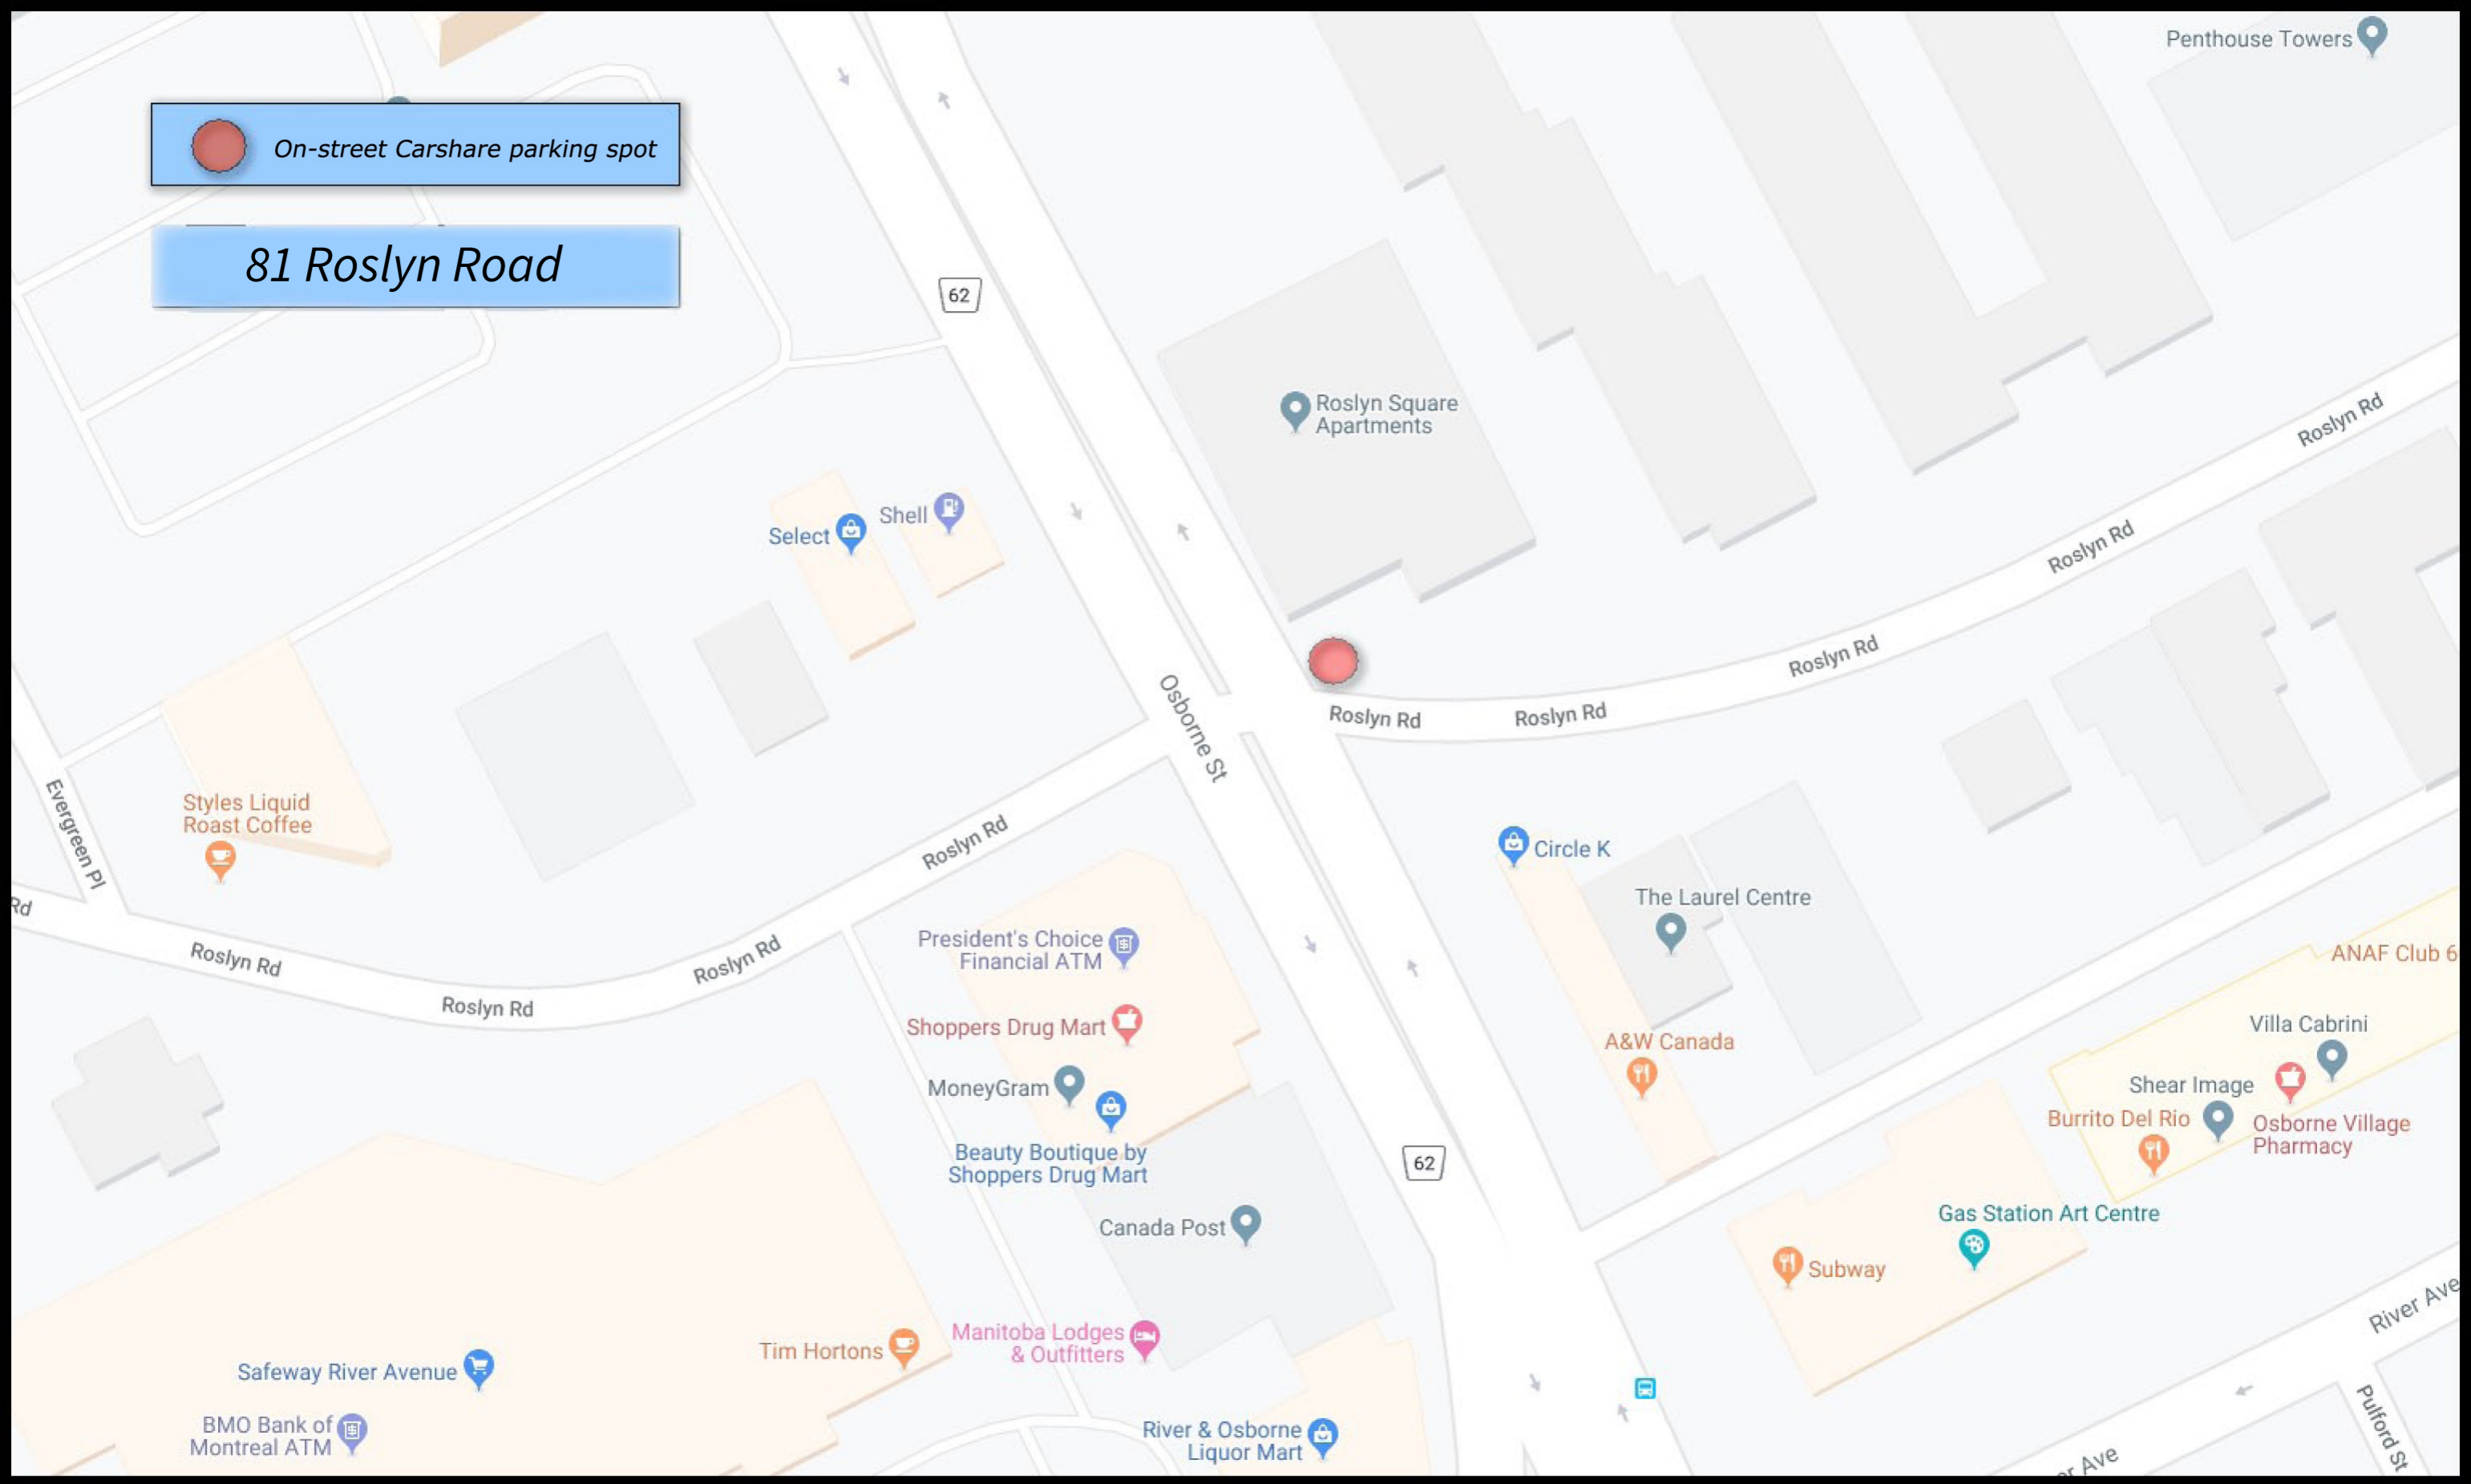 Penthouse Towers
On-street Carshare parking spot
81 Roslyn Road
62
Roslyn Square
Apartments
Roslyn Rd
Shell
Select
Roslyn Rd
Roslyn Rd
Osborne St
Roslyn Rd
Roslyn Rd
Evergreen Pl
Styles Liquid
Roast Coffee
Roslyn Rd
Circle K
The Laurel Centre
Rd
Roslyn Rd
Roslyn Rd
Roslyn Rd
President's Choice
Financial ATM
ANAF Club 6
Shoppers Drug Mart
A&W Canada
Villa Cabrini
MoneyGram
Shear Image
Burrito Del Rio
Osborne Village
Pharmacy
Beauty Boutique by
Shoppers Drug Mart
62
Canada Post
Gas Station Art Centre
Subway
River Ave
Manitoba Lodges
& Outfitters
Tim Hortons
Safeway River Avenue
BMO Bank of
Montreal ATM
River & Osborne
Liquor Mart
Pulford St
r Ave